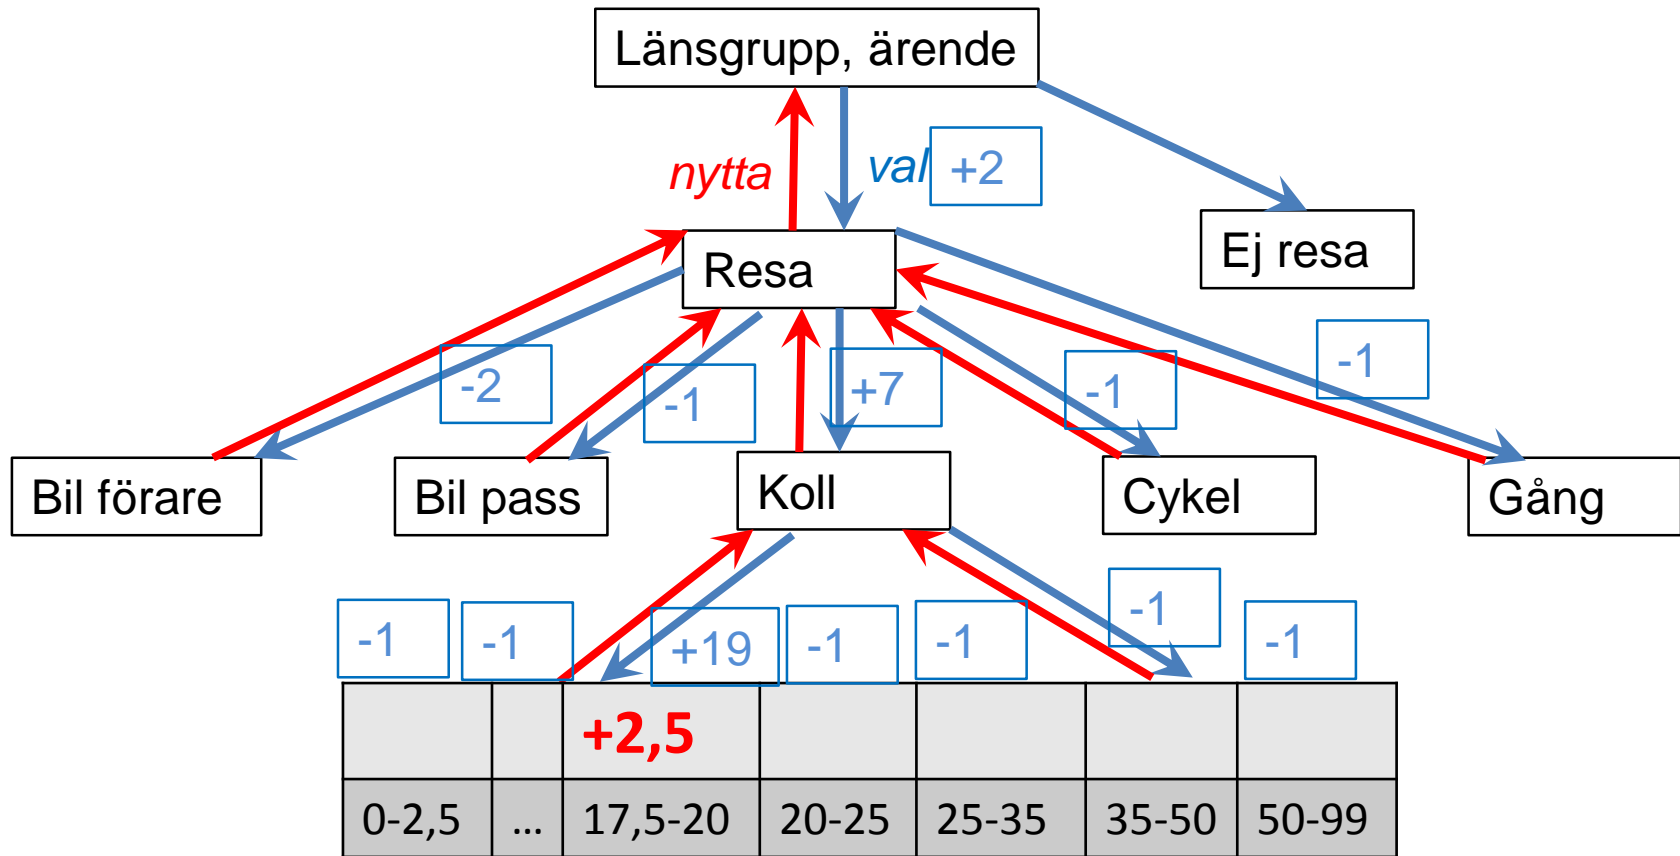 Länsgrupp, ärende
nytta
val
+2
Ej resa
Resa
-2
-1
+7
-1
-1
Bil förare
Bil pass
Koll
Cykel
Gång
-1
-1
+19
-1
-1
-1
-1
+2,5
0-2,5 ... 17,5-20 20-25 25-35 35-50 50-99